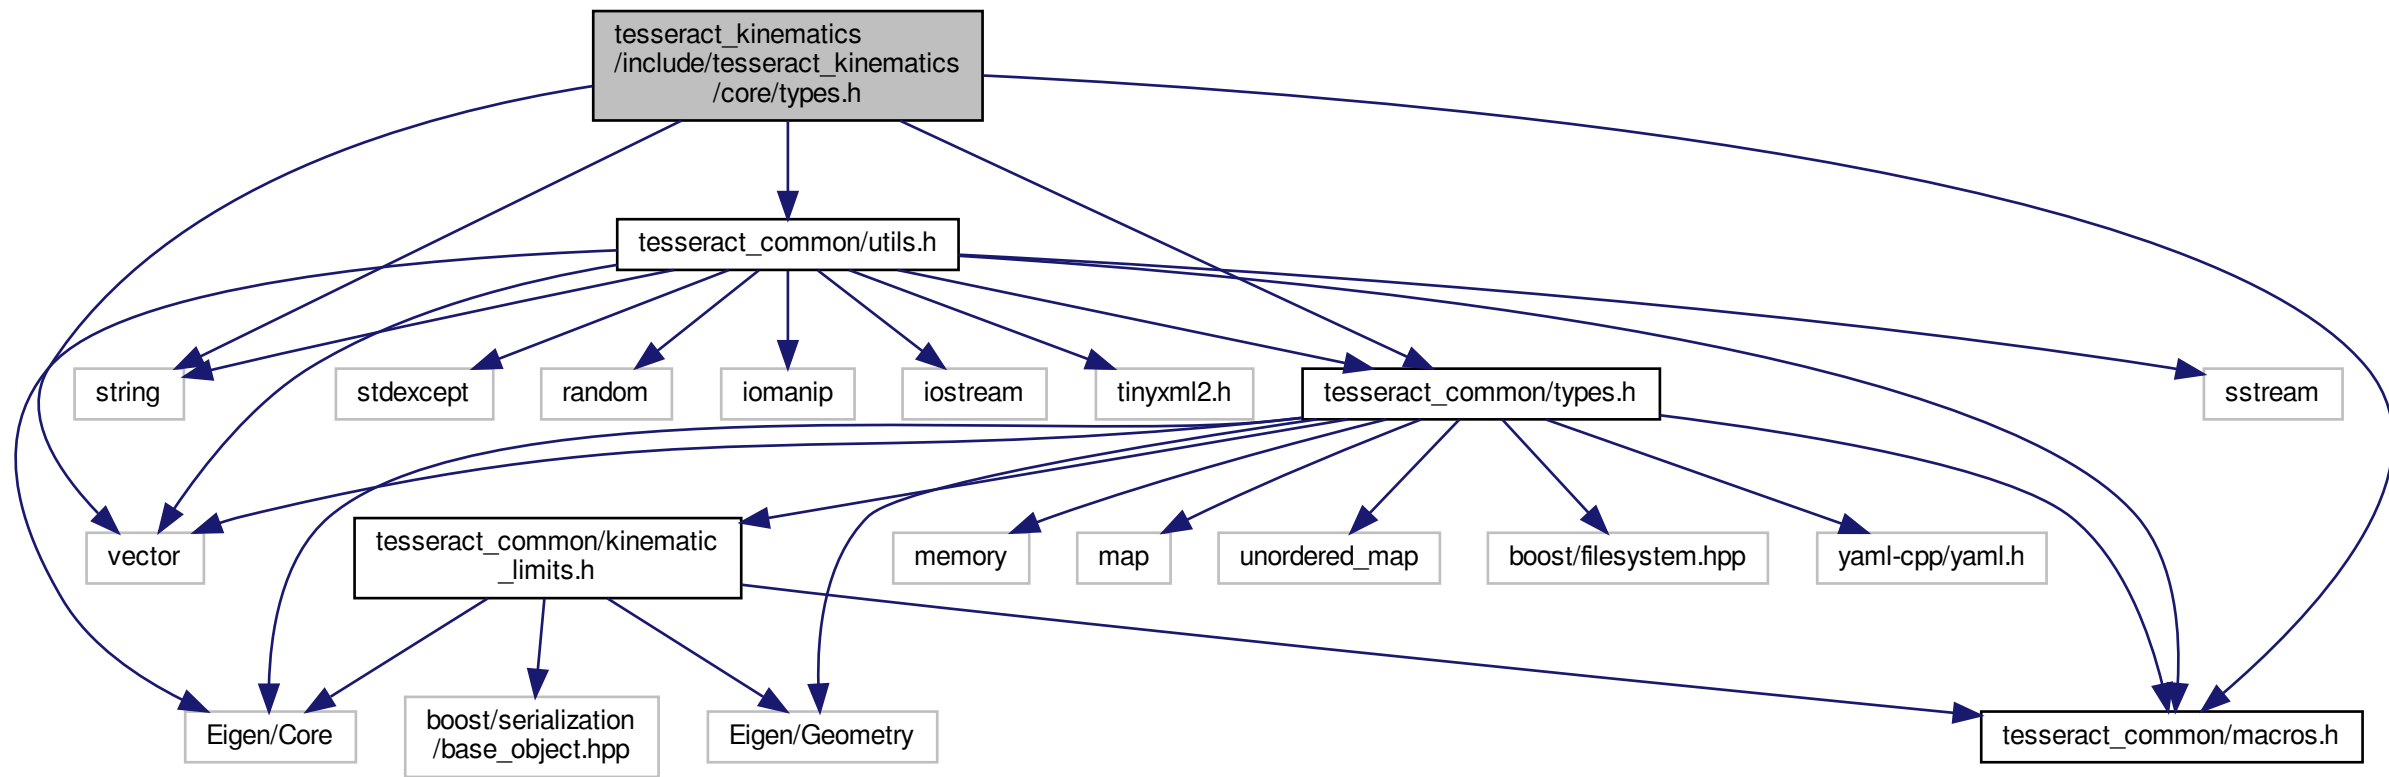 tesseract_kinematics
/include/tesseract_kinematics
/core/types.h
tesseract_common/utils.h
string
stdexcept
random
iomanip
iostream
tinyxml2.h
tesseract_common/types.h
sstream
vector
tesseract_common/kinematic
_limits.h
memory
map
unordered_map
boost/filesystem.hpp
yaml-cpp/yaml.h
Eigen/Core
boost/serialization
/base_object.hpp
Eigen/Geometry
tesseract_common/macros.h